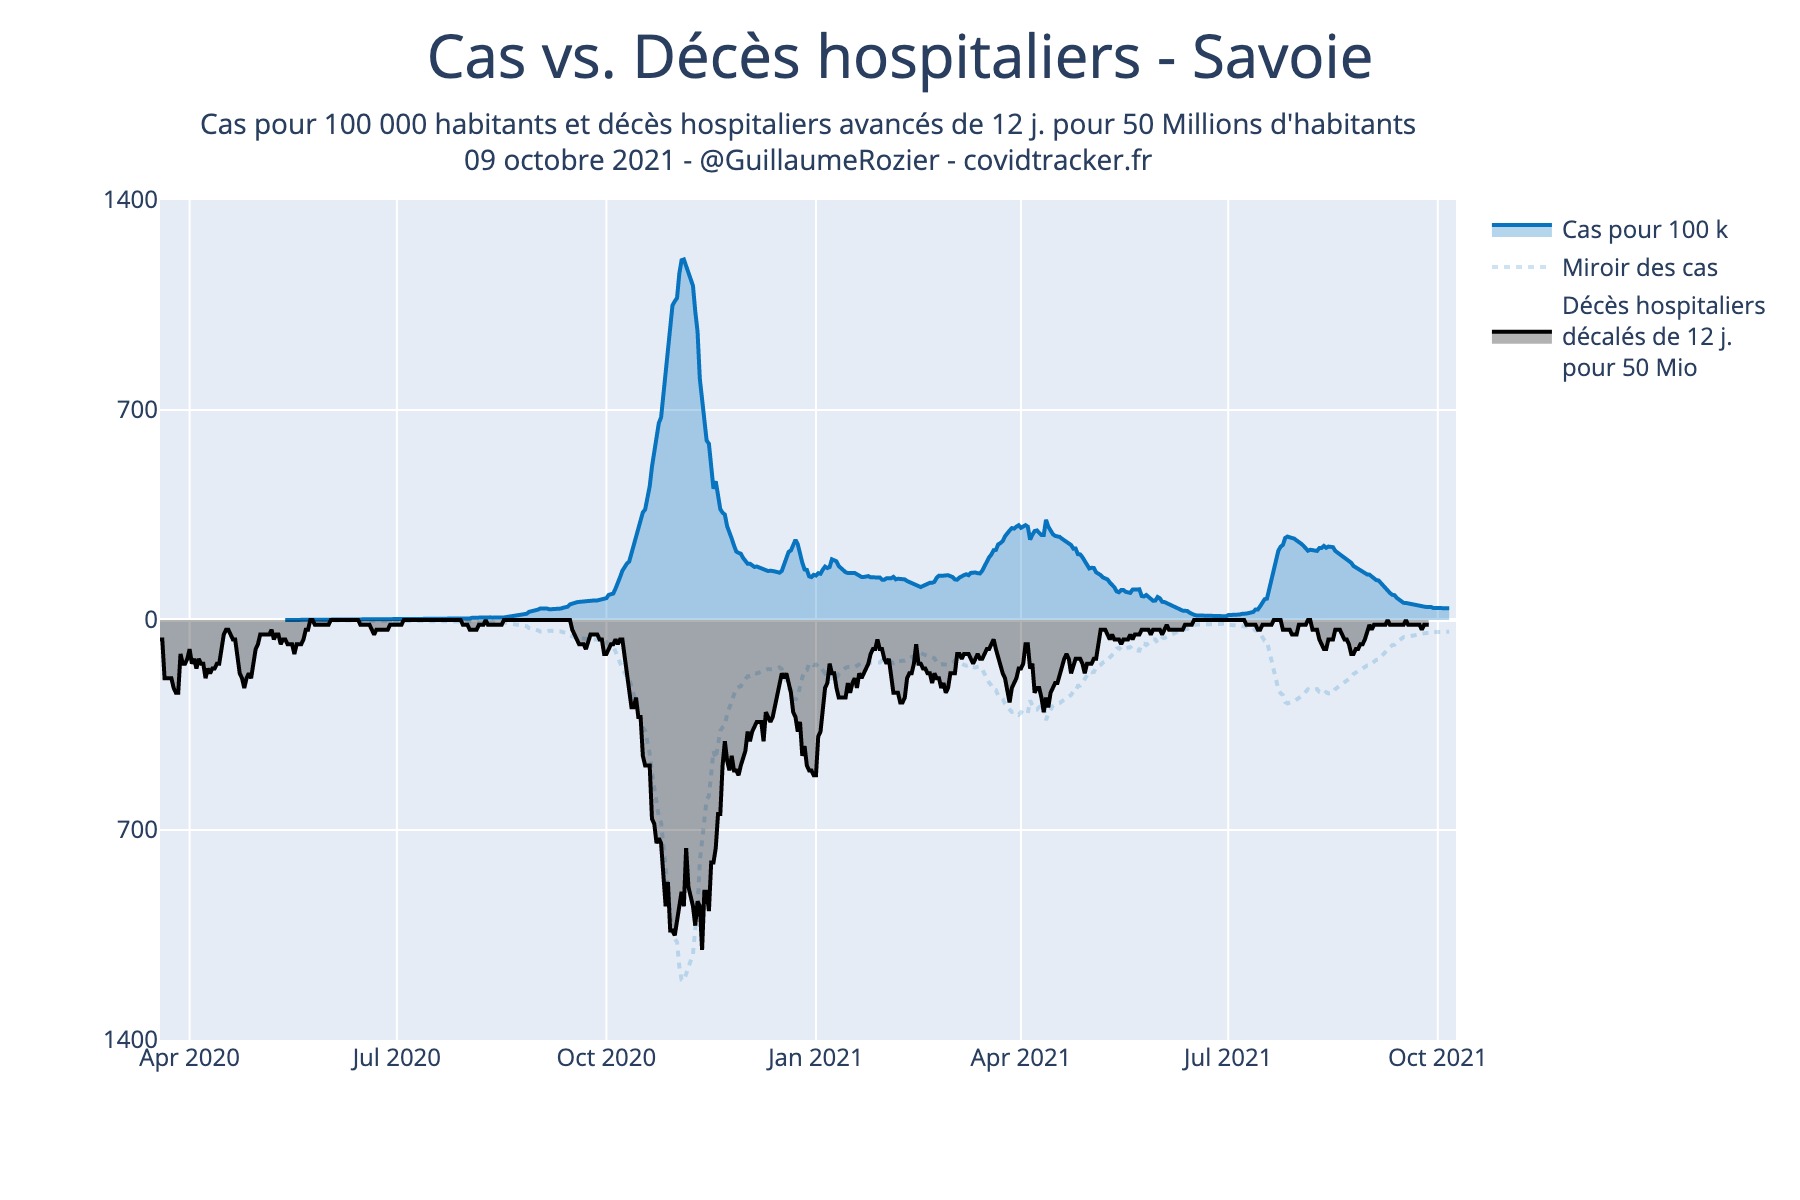 Cas vs. Décès hospitaliers - Savoie
Cas pour 100 000 habitants et décès hospitaliers avancés de 12 j. pour 50 Millions d'habitants
09 octobre 2021 - @GuillaumeRozier - covidtracker.fr
1400
700
0
700
1400
Apr 2020
Jul 2020
Oct 2020
Jan 2021
Apr 2021
Jul 2021
Oct 2021
Cas pour 100 k
Miroir des cas
Décès hospitaliers
décalés de 12 j.
pour 50 Mio